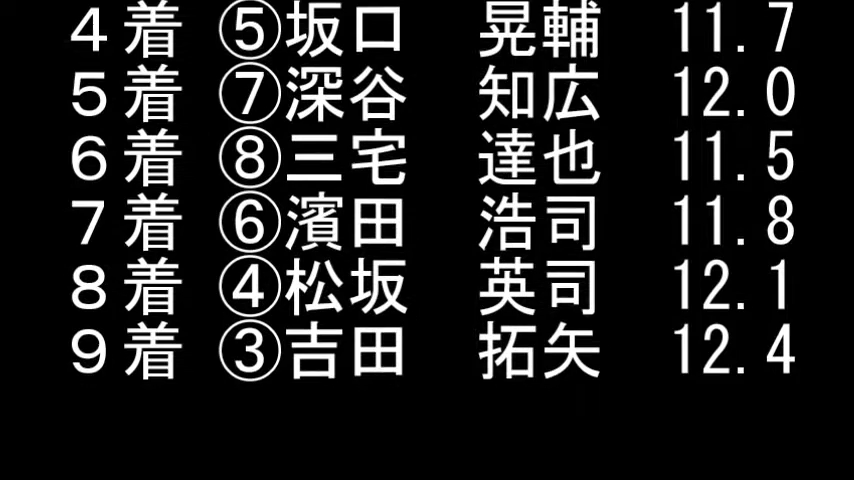 4着 ⑤坂口 晃輔 11.7
5着 ⑦深谷 知広 12.0
6着 ⑧三宅 達也 11.5
7着 ⑥濱田 浩司 11.8
8着 ④松坂 英司 12.1
9着 ③吉田 拓矢 12.4